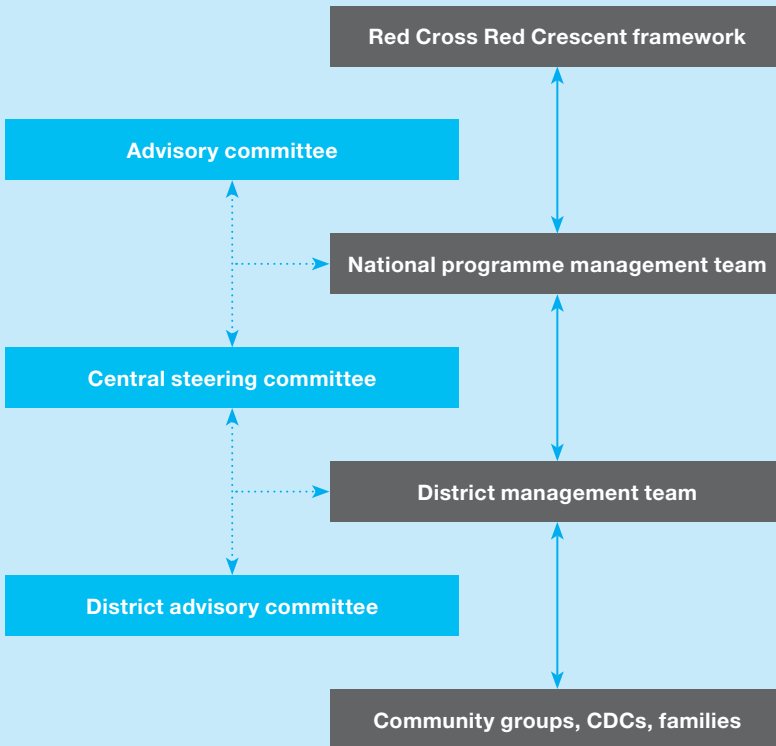 Red Cross Red Crescent framework
Advisory committee
National programme management team
Central steering committee
District management team
District advisory committee
Community groups, CDCs, families